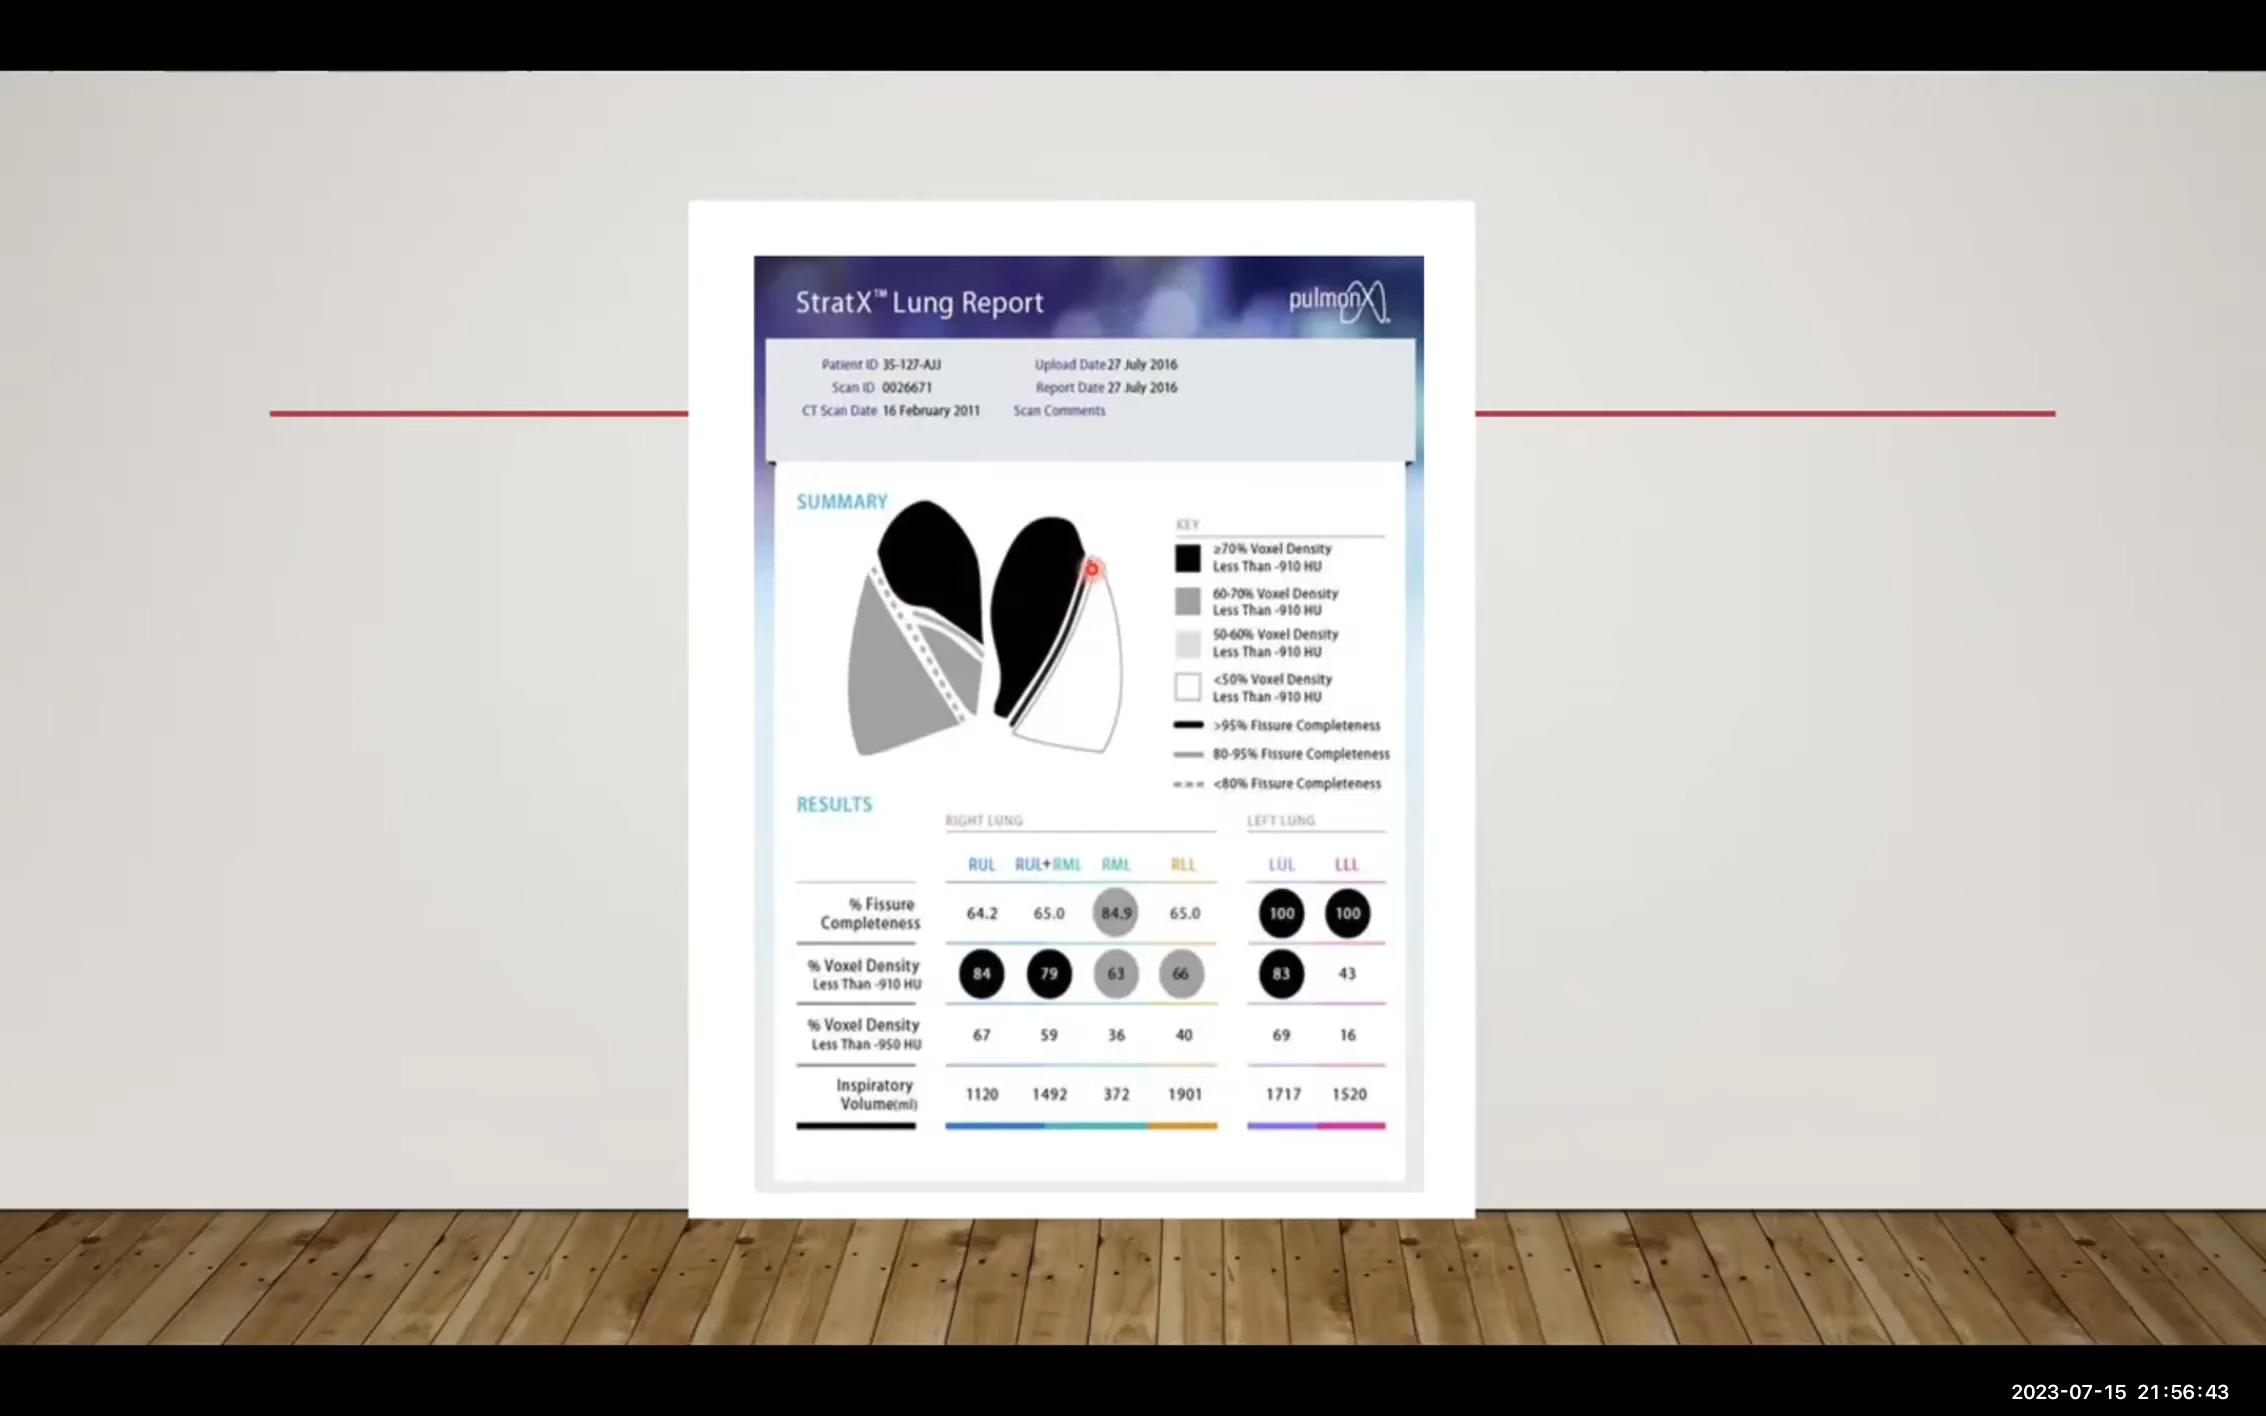 StratX™ Lung Report
pulmonX®
Patient ID 35-127-AJJ
Upload Date 27 July 2016
Scan ID 0026671
Report Date 27 July 2016
CT Scan Date 16 February 2011
Scan Comments
SUMMARY
KEY
≥70% Voxel Density
Less Than -910 HU
60-70% Voxel Density
Less Than -910 HU
50-60% Voxel Density
Less Than -910 HU
<50% Voxel Density
Less Than -910 HU
>95% Fissure Completeness
80-95% Fissure Completeness
<80% Fissure Completeness
RESULTS
RIGHT LUNG LEFT LUNG
RUL RUL+RML RML RLL LUL LLL
% Fissure
Completeness
64.2 65.0 84.9 65.0 100 100
% Voxel Density
Less Than -910 HU
84 79 63 66 83 43
% Voxel Density
Less Than -950 HU
67 59 36 40 69 16
Inspiratory
Volume(ml)
1120 1492 372 1901 1717 1520
2023-07-15 21:56:43